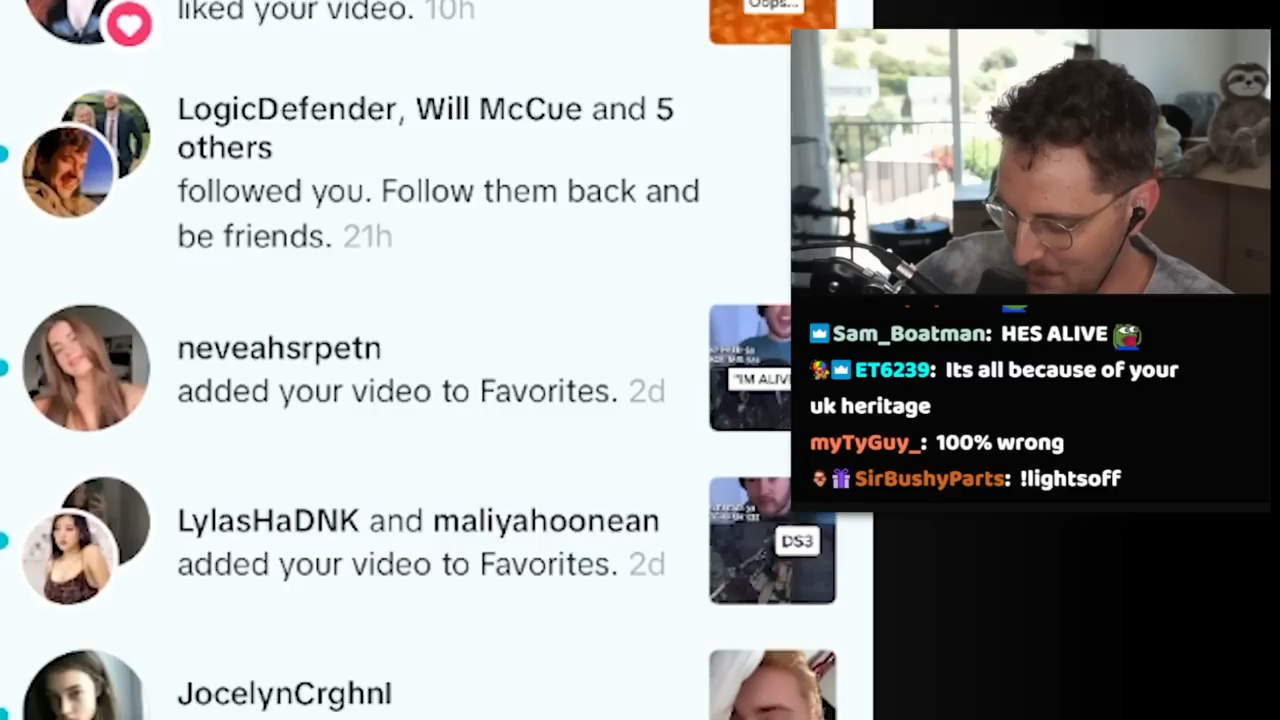 liked your video. 10h
Oops...
LogicDefender, Will McCue and 5
others
followed you. Follow them back and
be friends. 21h
neveahsrpetn
added your video to Favorites. 2d
"IM ALIV
LylasHaDNK and maliyahoonean
added your video to Favorites. 2d
DS3
JocelynCrghnl
Sam_Boatman: HES ALIVE
ET6239: Its all because of your
uk heritage
myTyGuy_: 100% wrong
SirBushyParts: !lightsoff